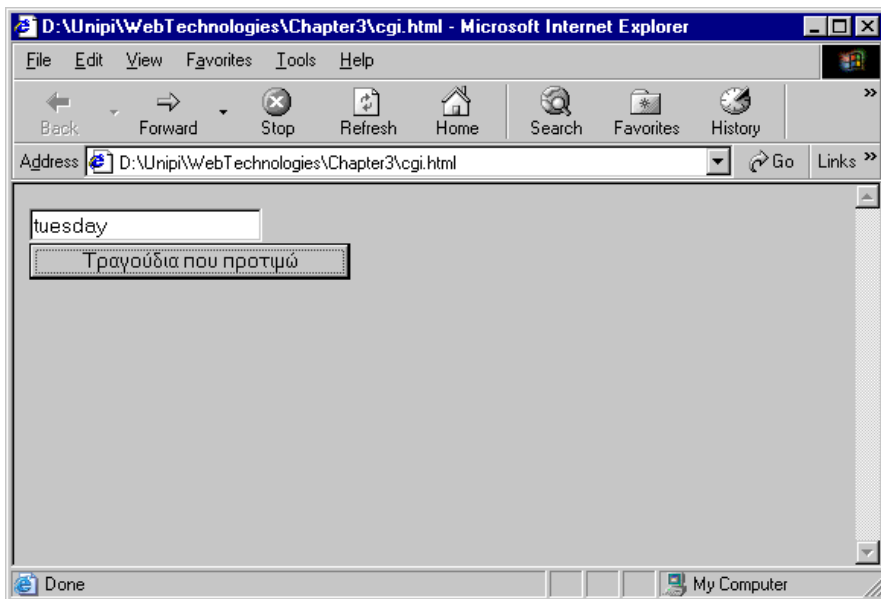 D:\Unipi\WebTechnologies\Chapter3\cgi.html - Microsoft Internet Explorer
File Edit View Favorites Tools Help
Back Forward Stop Refresh Home Search Favorites History »
Address D:\Unipi\WebTechnologies\Chapter3\cgi.html Go Links »
tuesday
Τραγούδια που προτιμώ
Done My Computer